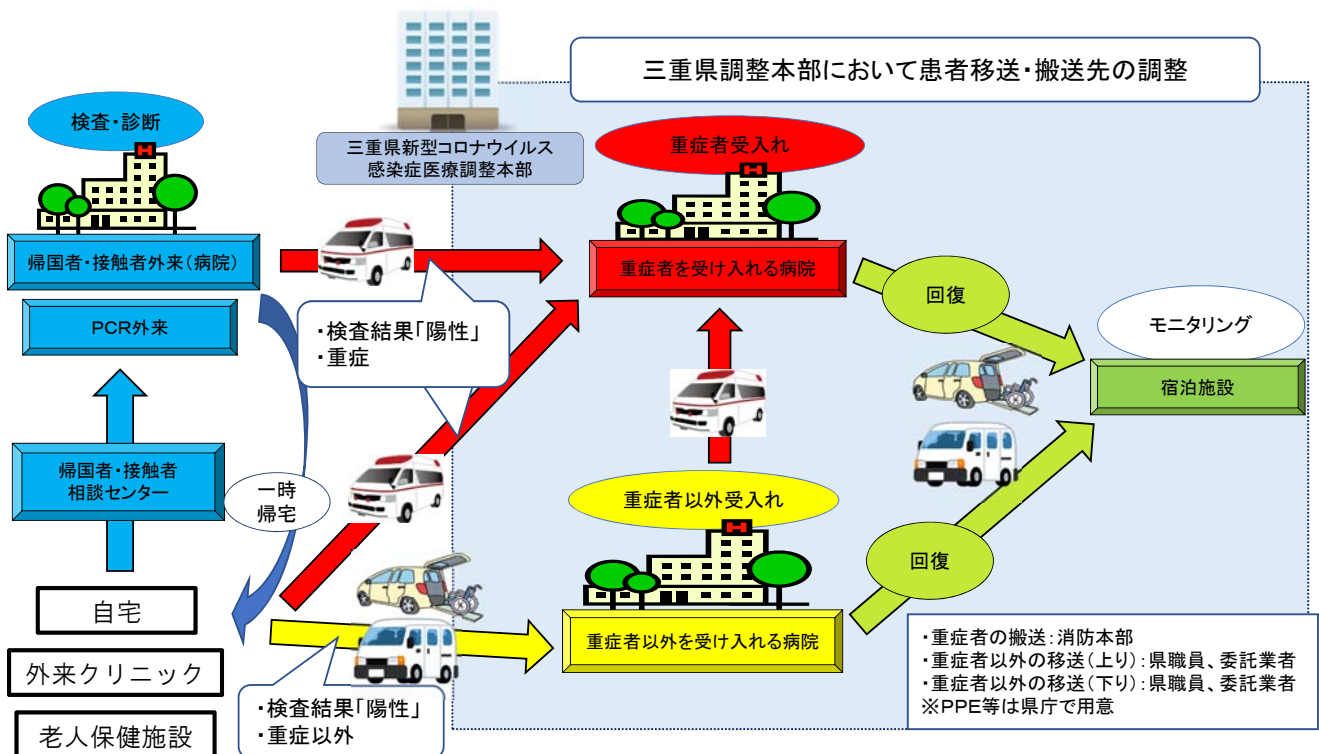 三重県調整本部において患者移送・搬送先の調整
検査・診断
三重県新型コロナウイルス
感染症医療調整本部
重症者受入れ
帰国者・接触者外来(病院)
重症者を受け入れる病院
PCR外来
・検査結果「陽性」
・重症
回復
モニタリング
宿泊施設
帰国者・接触者
相談センター
一時
帰宅
重症者以外受入れ
回復
自宅
重症者以外を受け入れる病院
外来クリニック
老人保健施設
・検査結果「陽性」
・重症以外
・重症者の搬送:消防本部
・重症者以外の移送(上り):県職員、委託業者
・重症者以外の移送(下り):県職員、委託業者
※PPE等は県庁で用意